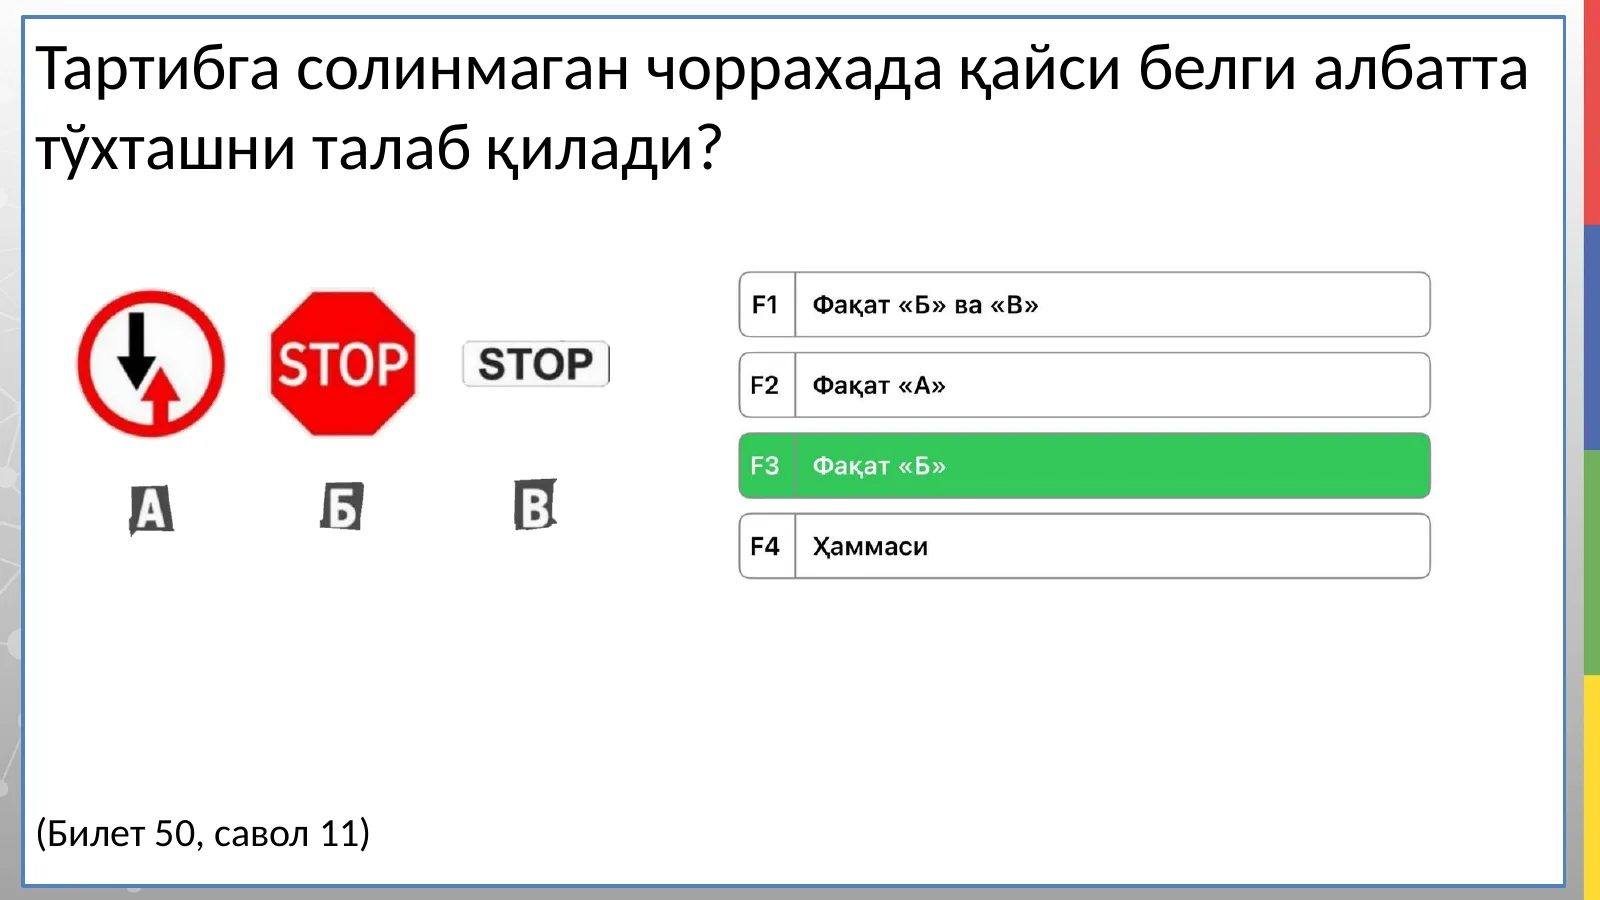 Тартибга солинмаган чоррахада қайси белги албатта
тўхташни талаб қилади?
STOP
STOP
А
Б
В
F1 Фақат «Б» ва «В»
F2 Фақат «А»
F3 Фақат «Б»
F4 Ҳаммаси
(Билет 50, савол 11)